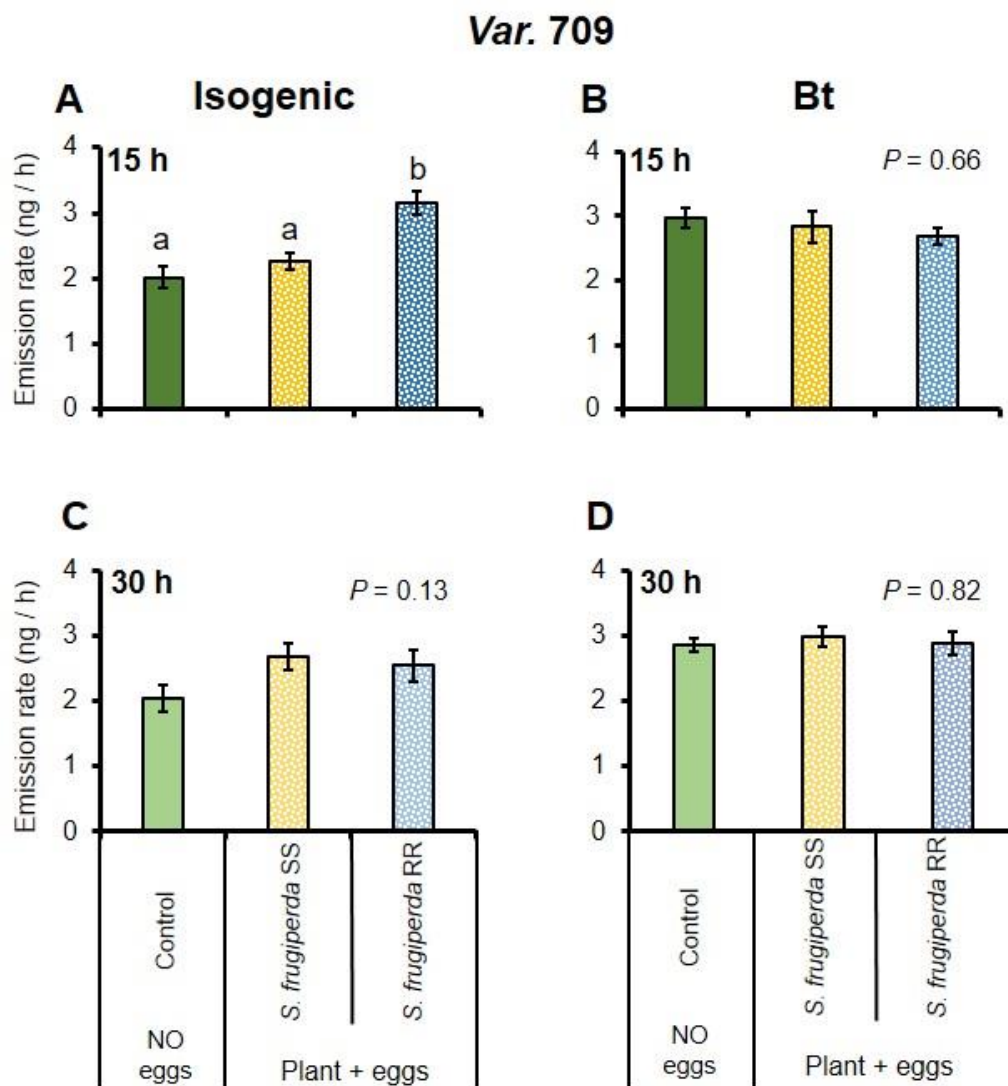 Var. 709
A Isogenic
B Bt
Emission rate (ng / h)
4
3
2
1
0
15 h
a
a
b
4
3
2
1
0
15 h
P = 0.66
C
D
Emission rate (ng / h)
4
3
2
1
0
30 h
P = 0.13
4
3
2
1
0
30 h
P = 0.82
Control
S. frugiperda SS
S. frugiperda RR
NO
eggs
Plant + eggs
Control
S. frugiperda SS
S. frugiperda RR
NO
eggs
Plant + eggs